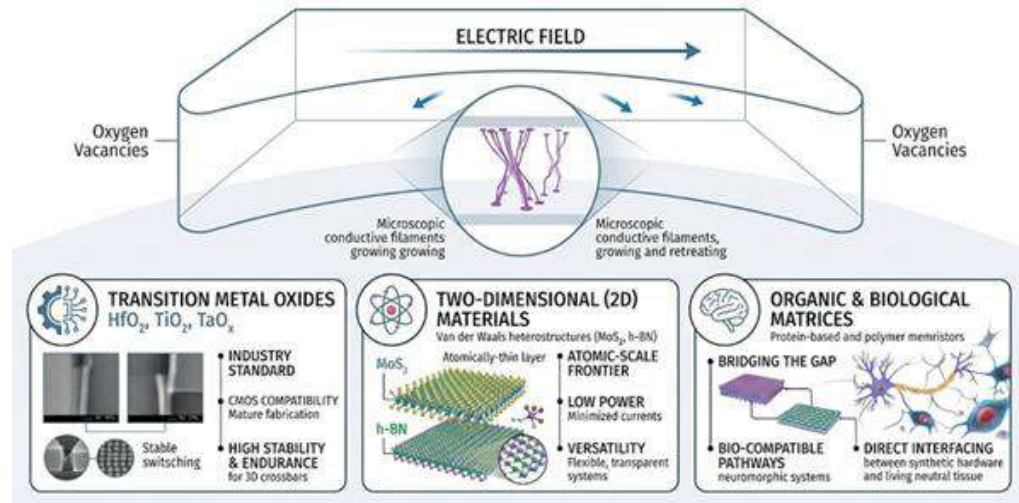 ELECTRIC FIELD
Oxygen
Vacancies
Oxygen
Vacancies
Microscopic
conductive filaments
growing growing
Microscopic
conductive filaments,
growing and retreating
TRANSITION METAL OXIDES
HfO₂, TiO₂, TaOₓ
INDUSTRY
STANDARD
CMOS COMPATIBILITY
Mature fabrication
Stable
switching
HIGH STABILITY
& ENDURANCE
for 3D crossbars
TWO-DIMENSIONAL (2D)
MATERIALS
Van der Waals heterostructures (MoS₂, h-BN)
Atomically-thin layer
MoS₂
h-BN
ATOMIC-SCALE
FRONTIER
LOW POWER
Minimized currents
VERSATILITY
Flexible, transparent
systems
ORGANIC & BIOLOGICAL
MATRICES
Protein-based and polymer memristors
BRIDGING THE GAP
BIO-COMPATIBLE
PATHWAYS
neuromorphic systems
DIRECT INTERFACING
between synthetic hardware
and living neutral tissue